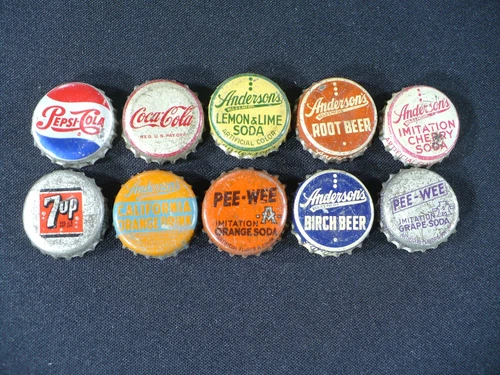 PEPSI-COLA
Coca-Cola
REG. U.S. PAT. OFF.
Anderson's
LEMON & LIME
SODA
ARTIFICIAL COLOR
Anderson's
ROOT BEER
Anderson's
IMITATION
CHERRY
SODA
7up
Anderson's
CALIFORNIA
ORANGE SODA
PEE-WEE
IMITATION
ORANGE SODA
Anderson's
BIRCH BEER
PEE-WEE
IMITATION
GRAPE SODA